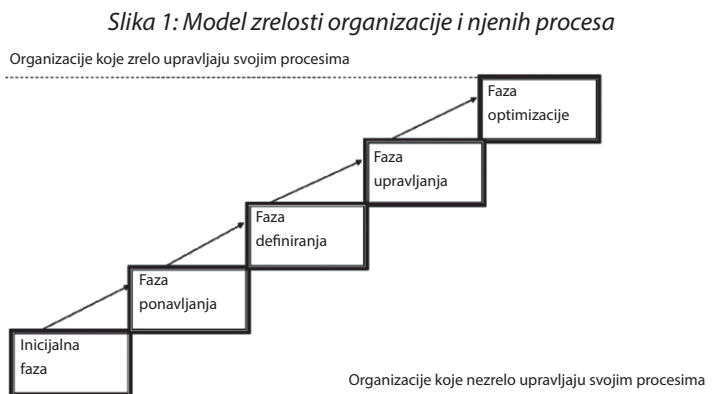 Slika 1: Model zrelosti organizacije i njenih procesa
Organizacije koje zrelo upravljaju svojim procesima
Faza
optimizacije
Faza
upravljanja
Faza
definiranja
Faza
ponavljanja
Inicijalna
faza
Organizacije koje nezrelo upravljaju svojim procesima